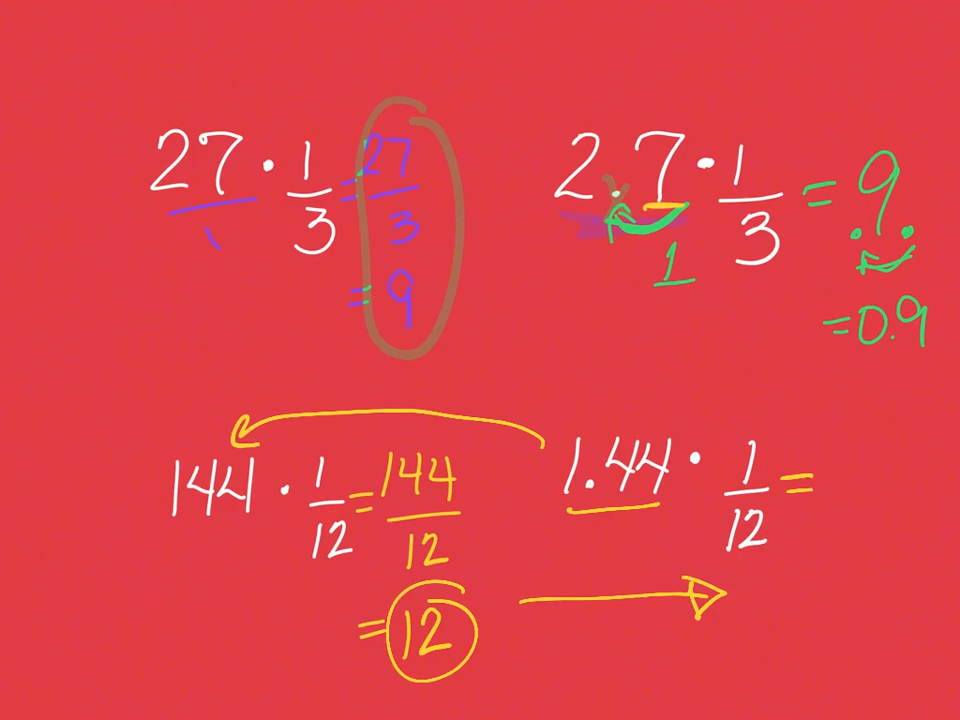 27 · 1/3 = 27/3
1
= 9
2.7 · 1/3 = 9.
1
= 0.9
144 · 1/12 = 144/12
= 12
1.44 · 1/12 =